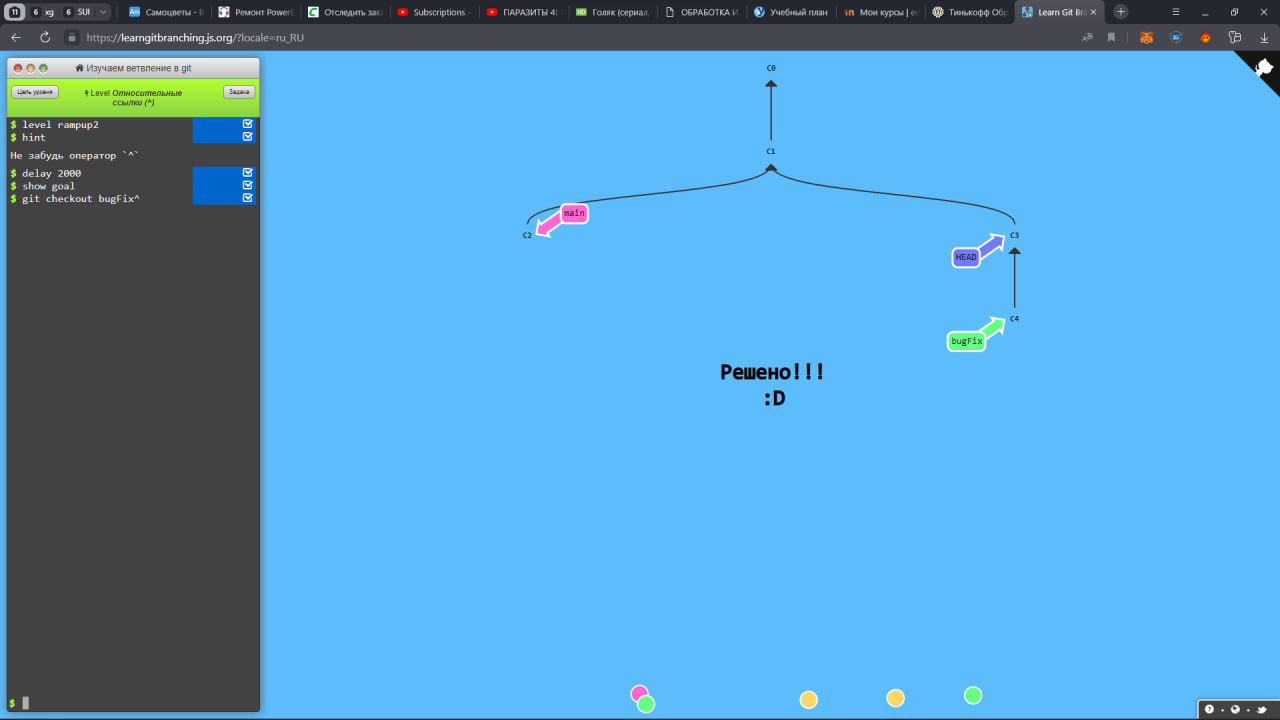 11 6 xg 6 SUI Самоцветы - В Ремонт PowerI Отследить зака Subscriptions - ПАРАЗИТЫ 4! Голяк (сериал, ОБРАБОТКА И Учебный план Мои курсы | ес Тинькофф Обр Learn Git Bra
https://learngitbranching.js.org/?locale=ru_RU
Изучаем ветвление в git
Цель уровня
Level Относительные ссылки (^)
Задача
$ level rampup2
$ hint
Не забудь оператор `^`
$ delay 2000
$ show goal
$ git checkout bugFix^
$
C0
C1
main
C2
C3
HEAD
C4
bugFix
Решено!!!
:D